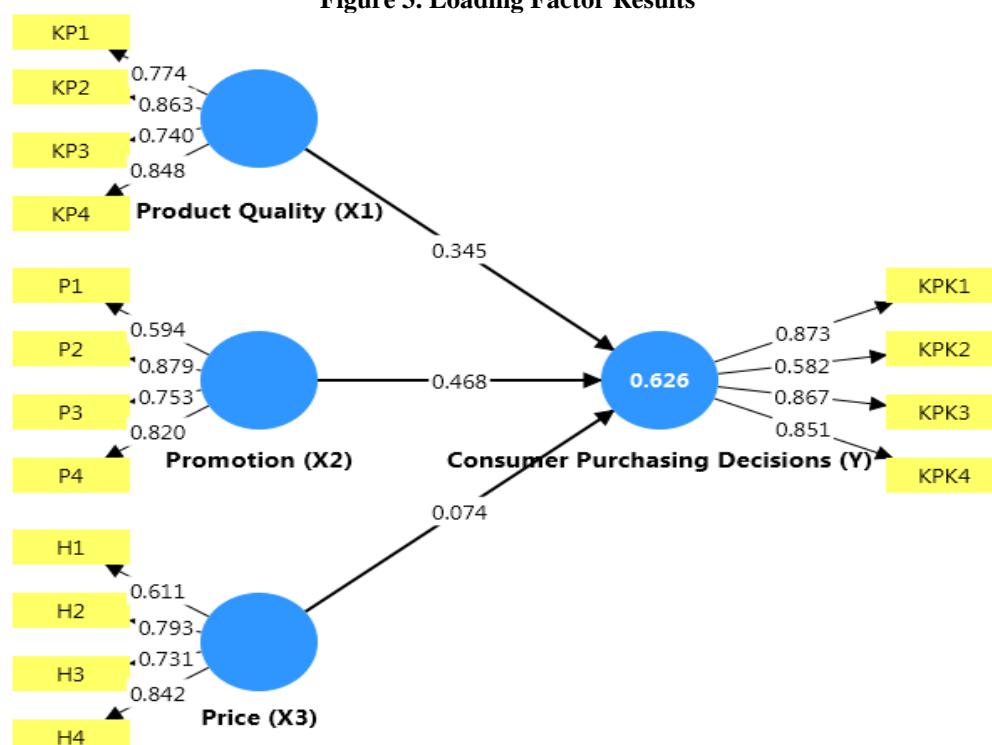 Figure 3. Loading Factor Results
KP1
KP2
KP3
KP4
0.774
0.863
0.740
0.848
Product Quality (X1)
0.345
P1
P2
P3
P4
0.594
0.879
0.753
0.820
Promotion (X2)
0.468
H1
H2
H3
H4
0.611
0.793
0.731
0.842
Price (X3)
0.074
0.626
Consumer Purchasing Decisions (Y)
0.873
0.582
0.867
0.851
KPK1
KPK2
KPK3
KPK4